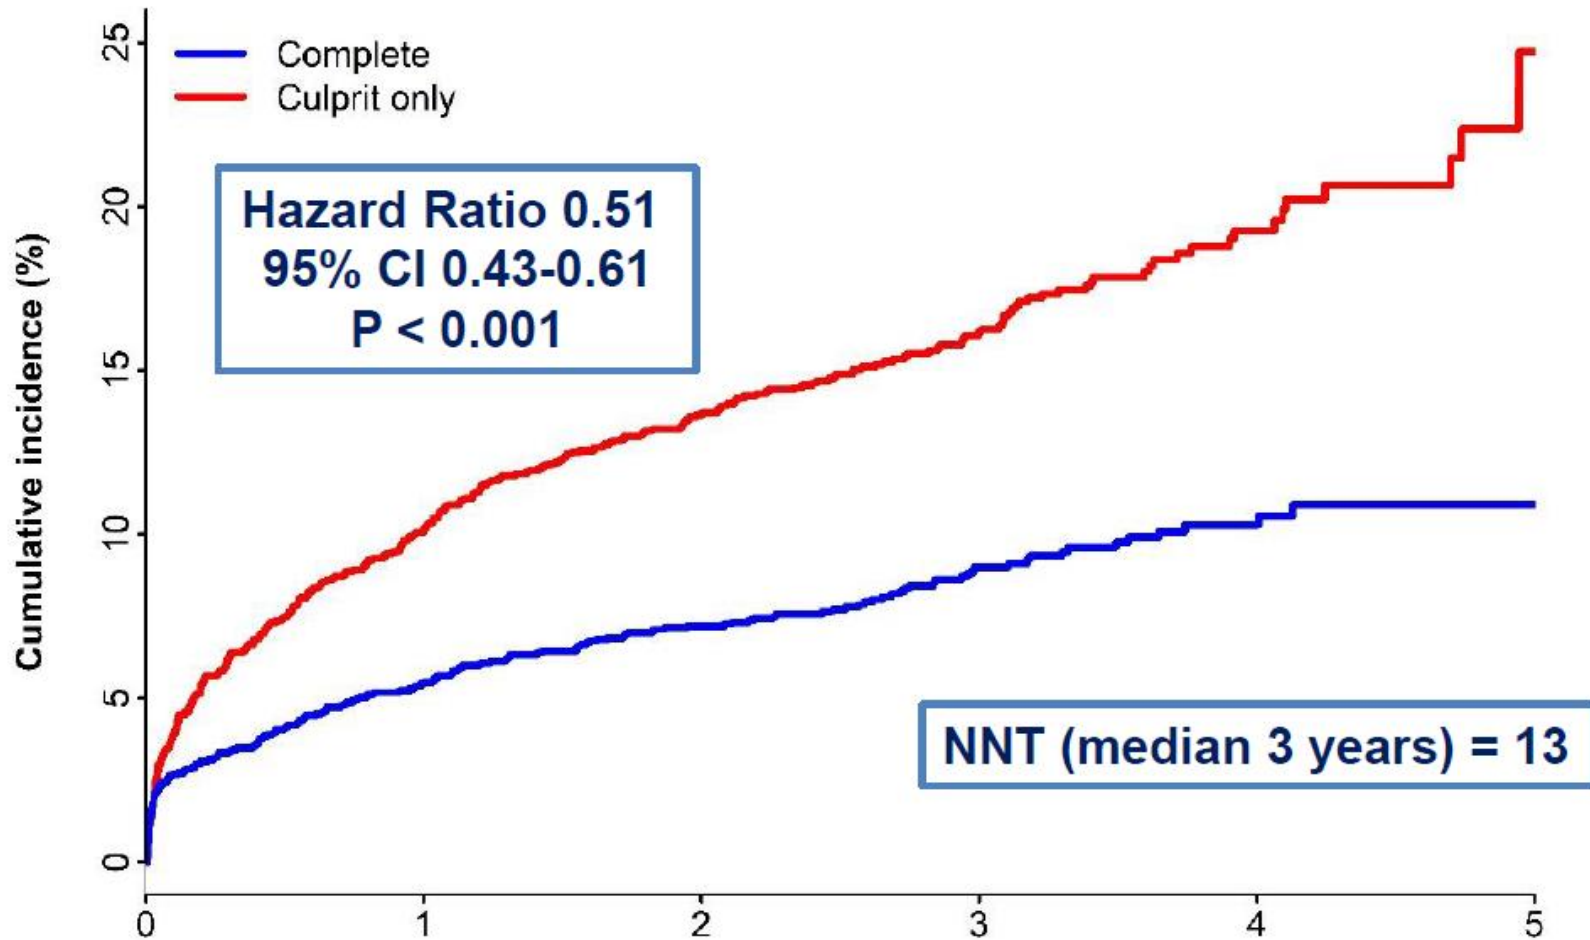 Complete
Culprit only
Hazard Ratio 0.51
95% CI 0.43-0.61
P < 0.001
NNT (median 3 years) = 13
Cumulative incidence (%)
25
20
15
10
5
0
0 1 2 3 4 5